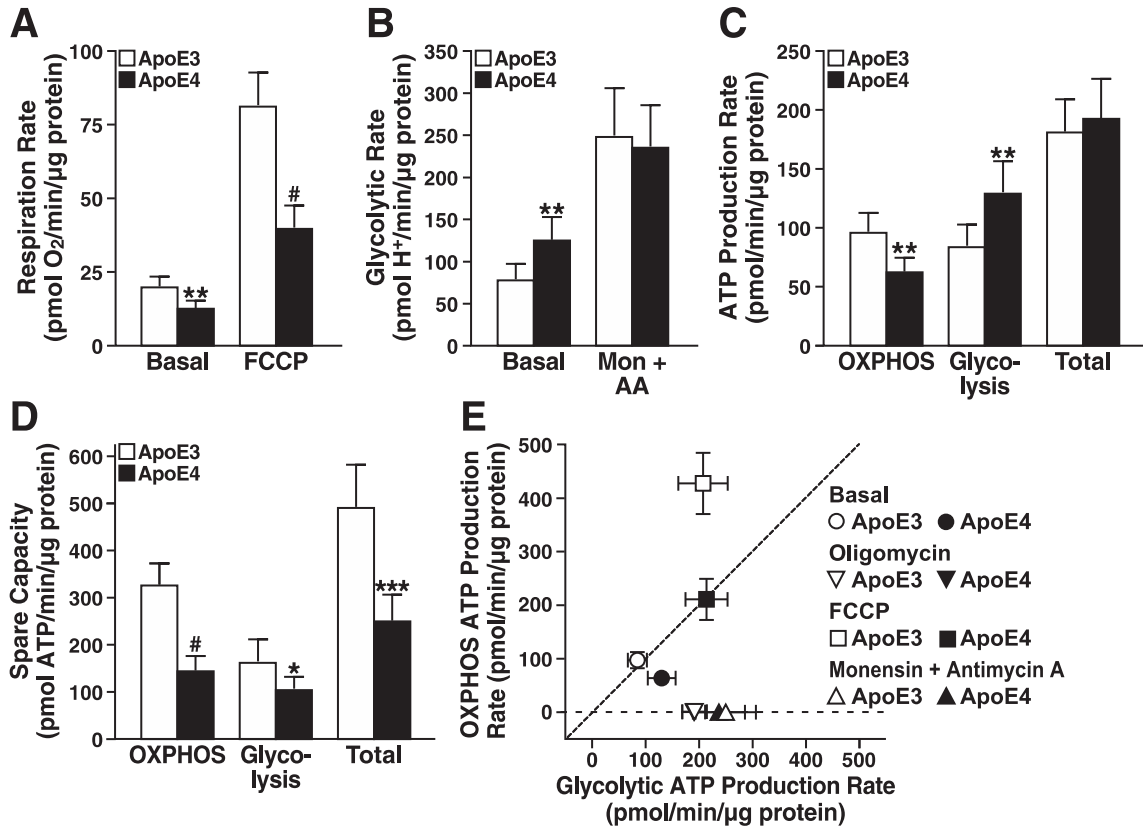 A
Respiration Rate
(pmol O₂/min/µg protein)
100
75
50
25
0
ApoE3
ApoE4
**
#
Basal
FCCP
B
Glycolytic Rate
(pmol H⁺/min/µg protein)
350
300
250
200
150
100
50
0
ApoE3
ApoE4
**
Basal
Mon +
AA
C
ATP Production Rate
(pmol/min/µg protein)
250
200
150
100
50
0
ApoE3
ApoE4
**
**
OXPHOS
Glyco-
lysis
Total
D
Spare Capacity
(pmol ATP/min/µg protein)
600
500
400
300
200
100
0
ApoE3
ApoE4
#
*
***
OXPHOS
Glyco-
lysis
Total
E
OXPHOS ATP Production
Rate (pmol/min/µg protein)
500
400
300
200
100
0
0 100 200 300 400 500
Glycolytic ATP Production Rate
(pmol/min/µg protein)
Basal
ApoE3 ApoE4
Oligomycin
ApoE3 ApoE4
FCCP
ApoE3 ApoE4
Monensin + Antimycin A
ApoE3 ApoE4